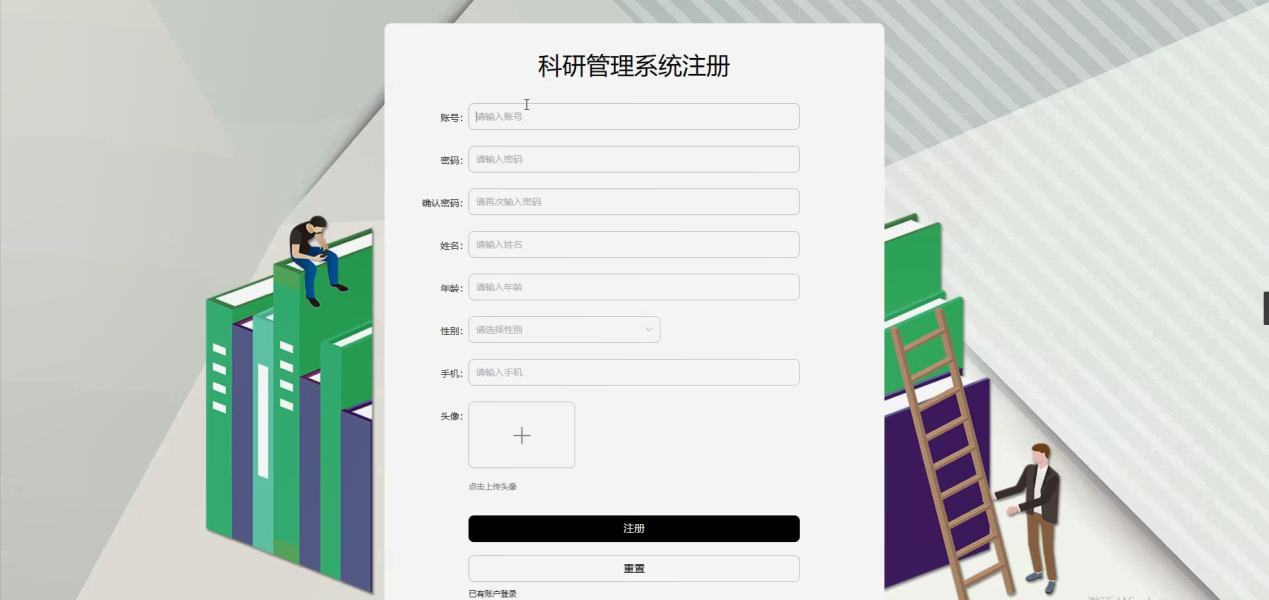 科研管理系统注册
账号: 请输入账号
密码: 请输入密码
确认密码: 请再次输入密码
姓名: 请输入姓名
年龄: 请输入年龄
性别: 请选择性别
手机: 请输入手机
头像:
点击上传头像
注册
重置
已有账户登录